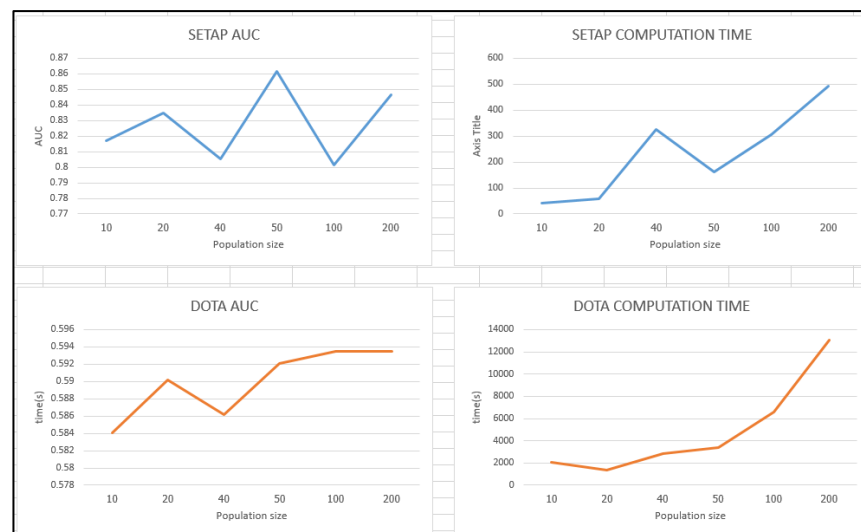 SETAP AUC
0.87
0.86
0.85
0.84
0.83
0.82
0.81
0.8
0.79
0.78
0.77
AUC
10 20 40 50 100 200
Population size
SETAP COMPUTATION TIME
600
500
400
300
200
100
0
Axis Title
10 20 40 50 100 200
Population size
DOTA AUC
0.596
0.594
0.592
0.59
0.588
0.586
0.584
0.582
0.58
0.578
time(s)
10 20 40 50 100 200
Population size
DOTA COMPUTATION TIME
14000
12000
10000
8000
6000
4000
2000
0
time(s)
10 20 40 50 100 200
Population size